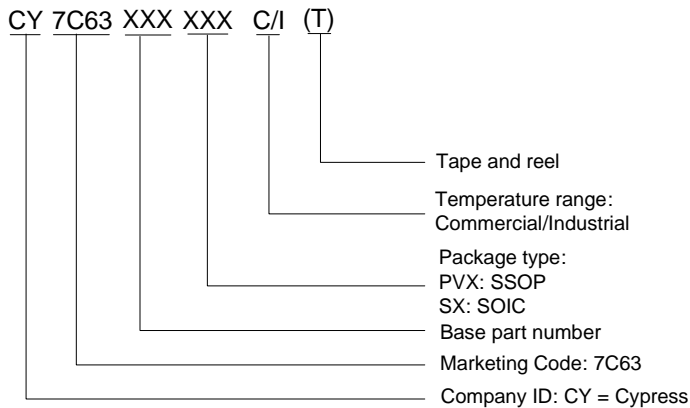 CY 7C63 XXX XXX C/I (T)
Tape and reel
Temperature range:
Commercial/Industrial
Package type:
PVX: SSOP
SX: SOIC
Base part number
Marketing Code: 7C63
Company ID: CY = Cypress